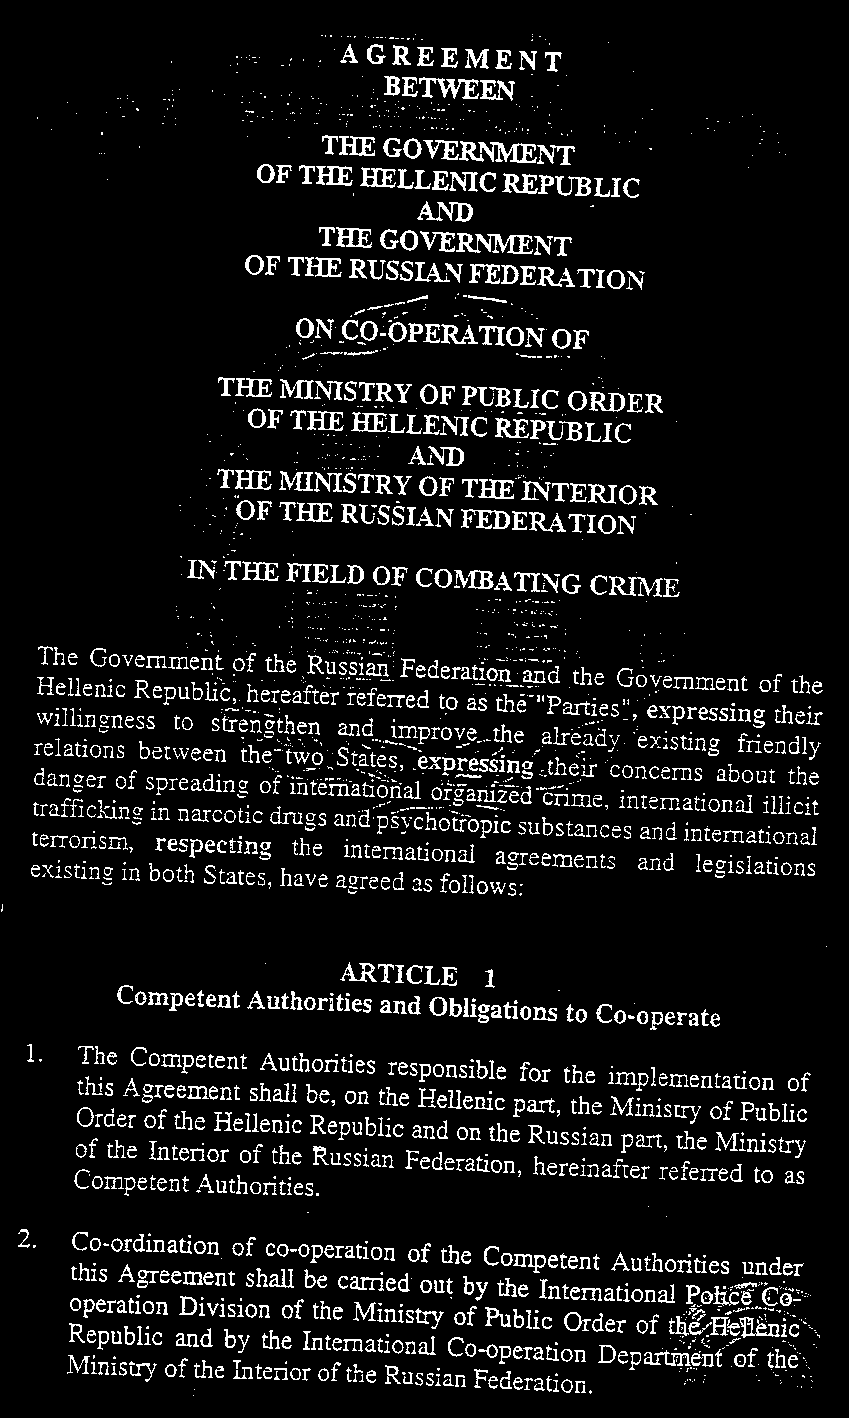 AGREEMENT
BETWEEN
THE GOVERNMENT
OF THE HELLENIC REPUBLIC
AND
THE GOVERNMENT
OF THE RUSSIAN FEDERATION
ON CO-OPERATION OF
THE MINISTRY OF PUBLIC ORDER
OF THE HELLENIC REPUBLIC
AND
THE MINISTRY OF THE INTERIOR
OF THE RUSSIAN FEDERATION
IN THE FIELD OF COMBATING CRIME
The Government of the Russian Federation and the Government of the
Hellenic Republic, hereafter referred to as the "Parties", expressing their
willingness to strengthen and improve the already existing friendly
relations between the two States, expressing their concerns about the
danger of spreading of international organized crime, international illicit
trafficking in narcotic drugs and psychotropic substances and international
terrorism, respecting the international agreements and legislations
existing in both States, have agreed as follows:
ARTICLE 1
Competent Authorities and Obligations to Co-operate
1. The Competent Authorities responsible for the implementation of
this Agreement shall be, on the Hellenic part, the Ministry of Public
Order of the Hellenic Republic and on the Russian part, the Ministry
of the Interior of the Russian Federation, hereinafter referred to as
Competent Authorities.
2. Co-ordination of co-operation of the Competent Authorities under
this Agreement shall be carried out by the International Police Co-
operation Division of the Ministry of Public Order of the Hellenic
Republic and by the International Co-operation Department of the
Ministry of the Interior of the Russian Federation.